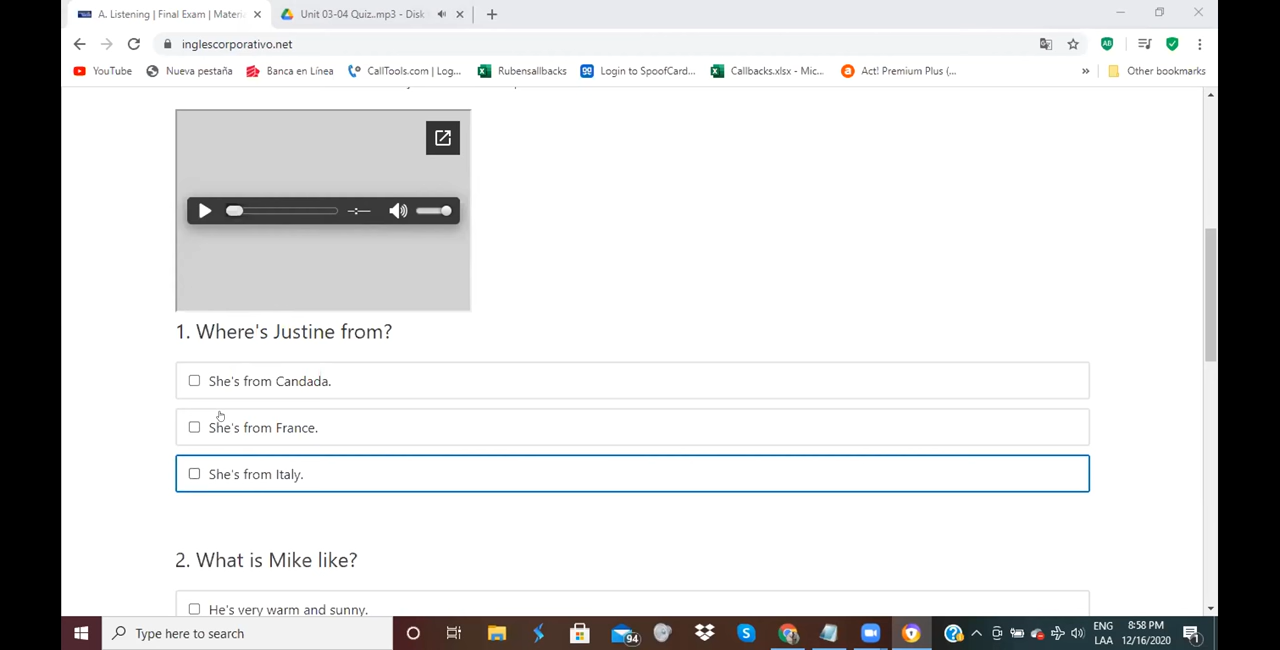 A. Listening | Final Exam | Materi
Unit 03-04 Quiz..mp3 - Disk
inglescorporativo.net
YouTube
Nueva pestaña
Banca en Línea
CallTools.com | Log...
Rubensallbacks
Login to SpoofCard...
Callbacks.xlsx - Mic...
Act! Premium Plus (...
»
Other bookmarks
1. Where's Justine from?
She's from Candada.
She's from France.
She's from Italy.
2. What is Mike like?
He's very warm and sunny.
Type here to search
94
ENG
LAA
8:58 PM
12/16/2020
1